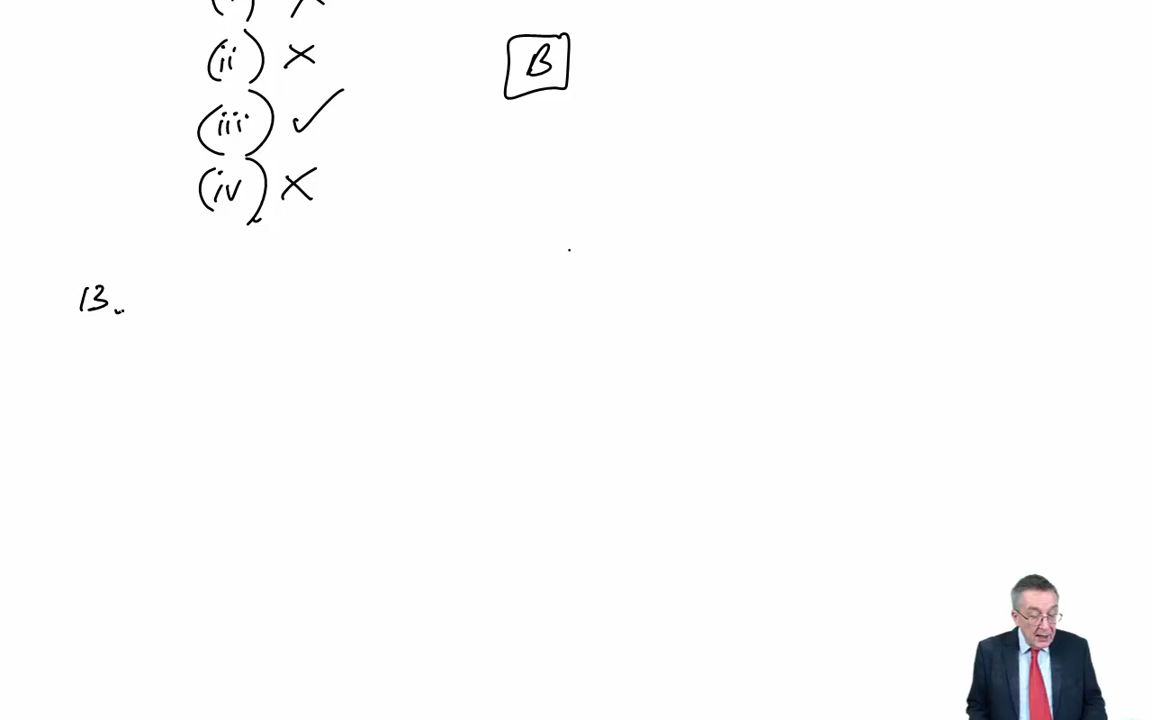 (ii) ×
B
(iii) ✓
(iv) ×
13.